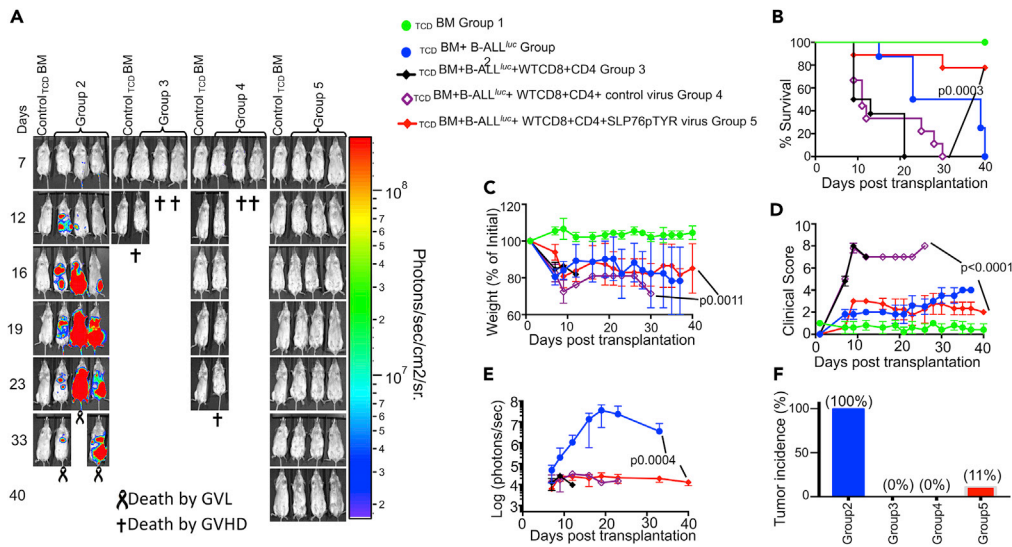 A
Days
Control TCD BM
Group 2
Control TCD BM
Group 3
Control TCD BM
Group 4
Control TCD BM
Group 5
7
12
16
19
23
33
40
Death by GVL
Death by GVHD
10⁸
6
5
4
3
2
10⁷
6
5
4
3
2
Photons/sec/cm2/sr.
TCD BM Group 1
TCD BM+ B-ALLluc Group
2
TCD BM+B-ALLluc+WTCD8+CD4 Group 3
TCD BM+B-ALLluc+ WTCD8+CD4+ control virus Group 4
TCD BM+B-ALLluc+ WTCD8+CD4+SLP76pTYR virus Group 5
B
% Survival
100
80
60
40
20
0
p0.0003
0 10 20 30 40
Days post transplantation
C
Weight (% of Initial)
120
100
80
60
p0.0011
0 10 20 30 40
Days post transplantation
D
Clinical Score
10
8
6
4
2
0
p<0.0001
0 10 20 30 40
Days post transplantation
E
Log (photons/sec)
8
7
6
5
4
3
2
p0.0004
0 10 20 30 40
Days post transplantation
F
Tumor incidence (%)
100
50
0
(100%)
(0%)
(0%)
(11%)
Group2
Group3
Group4
Group5